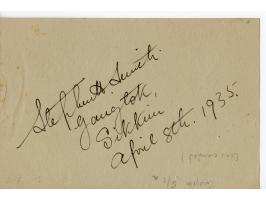 Stephen H Smith.
Gangtok,
Sikkim
April 8th. 1935.